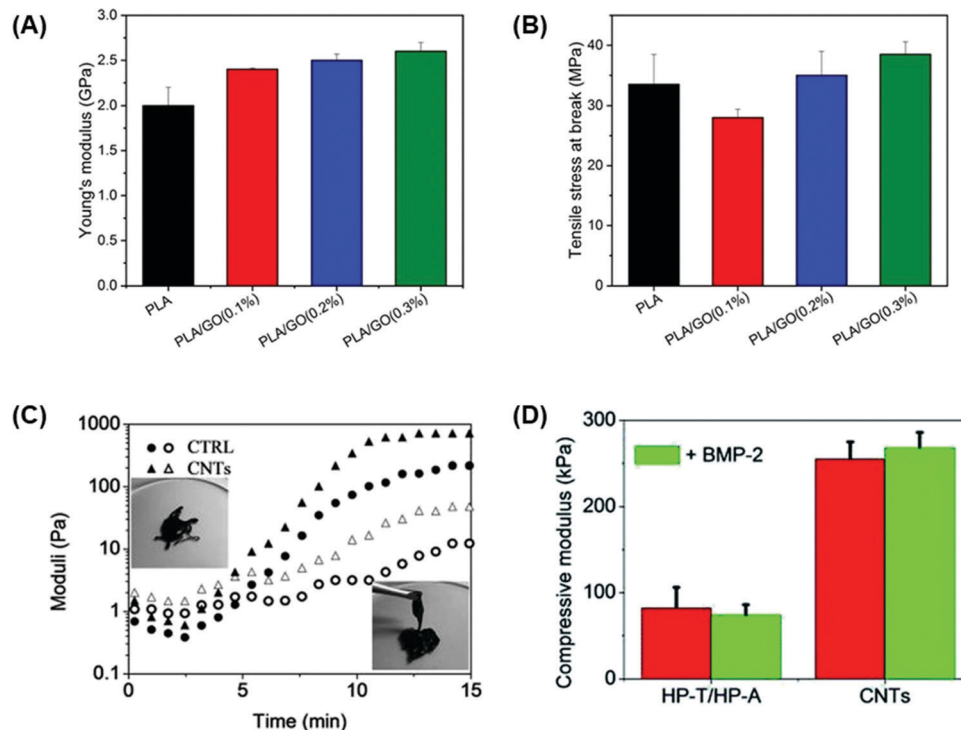 (A)
Young's modulus (GPa)
3.0
2.5
2.0
1.5
1.0
0.5
0.0
PLA
PLA/GO(0.1%)
PLA/GO(0.2%)
PLA/GO(0.3%)
(B)
Tensile stress at break (MPa)
40
30
20
10
0
PLA
PLA/GO(0.1%)
PLA/GO(0.2%)
PLA/GO(0.3%)
(C)
Moduli (Pa)
1000
100
10
1
0.1
CTRL
CNTs
0
5
10
15
Time (min)
(D)
Compressive modulus (kPa)
300
200
100
0
+ BMP-2
HP-T/HP-A
CNTs